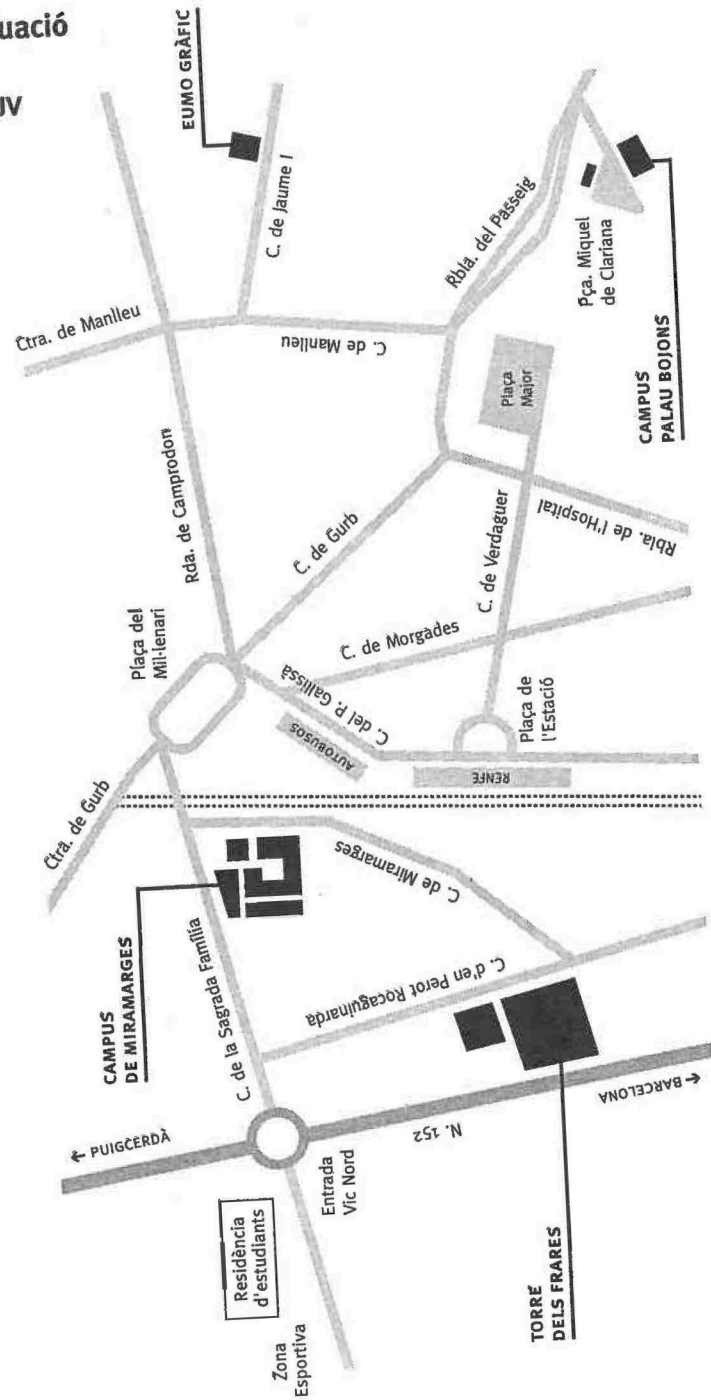 uació
UV
EUMO GRÀFIC
C. de Jaume I
Ctra. de Manlleu
C. de Manlleu
Rbla. del Passeig
Pça. Miquel
de Clariana
CAMPUS
PALAU BOJONS
Plaça
Major
Rda. de Camprodon
C. de Gurb
C. de Verdaguer
Rbla. de l'Hospital
C. de Morgades
Plaça del
Mil·lenari
C. del P. Gallissà
AUTOBUSOS
Plaça de
l'Estació
RENFE
Ctra. de Gurb
CAMPUS
DE MIRAMARGES
C. de la Sagrada Família
C. de Miramarges
C. d'en Perot Rocaguinarda
← PUIGCERDÀ
N. 152
← BARCELONA
Entrada
Vic Nord
Residència
d'estudiants
Zona
Esportiva
TORRE
DELS FRARES